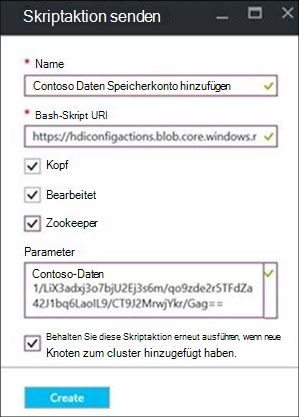 Skriptaktion senden
* Name
Contoso Daten Speicherkonto hinzufügen
* Bash-Skript URI
https://hdiconfigactions.blob.core.windows.r
Kopf
Bearbeitet
Zookeeper
Parameter
Contoso-Daten
1/LiX3adxj3o7bjU2Ej3s6m/qo9zde2r5TFdZa
42J1bq6LaolL9/CT9J2MrwjYkr/Gag==
Behalten Sie diese Skriptaktion erneut ausführen, wenn neue
Knoten zum cluster hinzugefügt haben.
Create